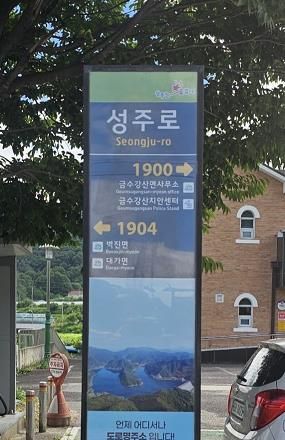 성주로
Seongju-ro
1900
금수강산면사무소
Geumsugangsan-myeon office
금수강산치안센터
Geumsugangsan Police Stand
1904
벽진면
Byeokjin-myeon
대가면
Daega-myeon
언제 어디서나
도로명주소 입니다!